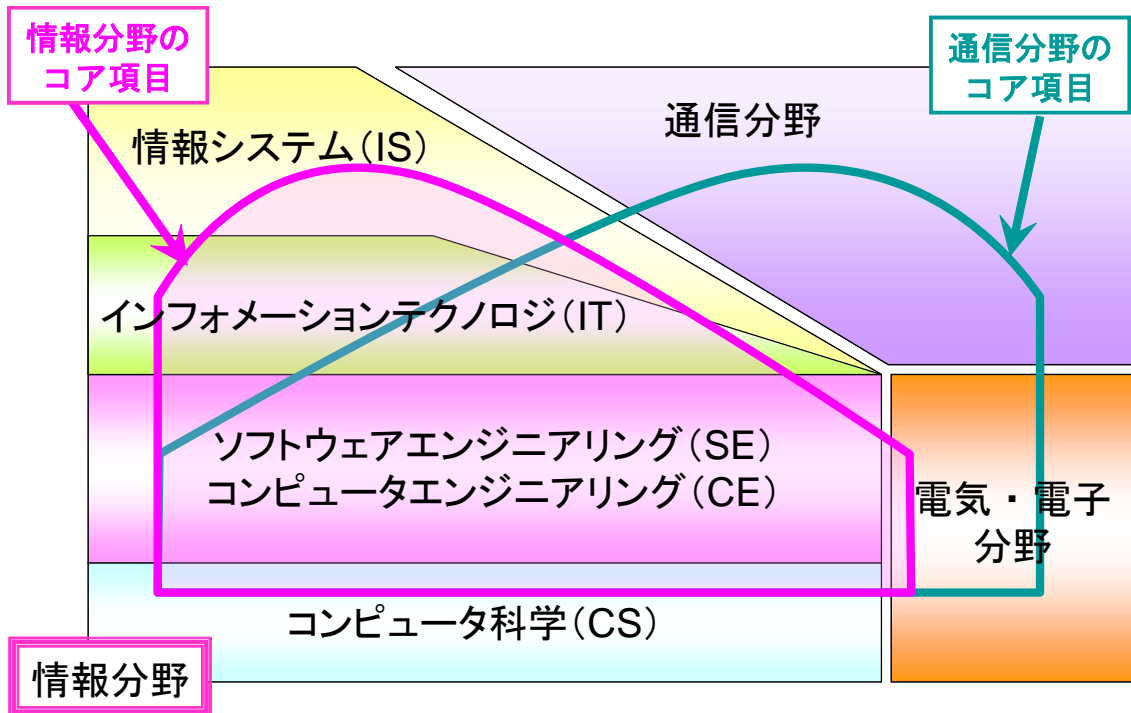 情報分野の
コア項目
通信分野の
コア項目
通信分野
情報システム(IS)
インフォメーションテクノロジ(IT)
ソフトウェアエンジニアリング(SE)
コンピュータエンジニアリング(CE)
電気・電子
分野
コンピュータ科学(CS)
情報分野